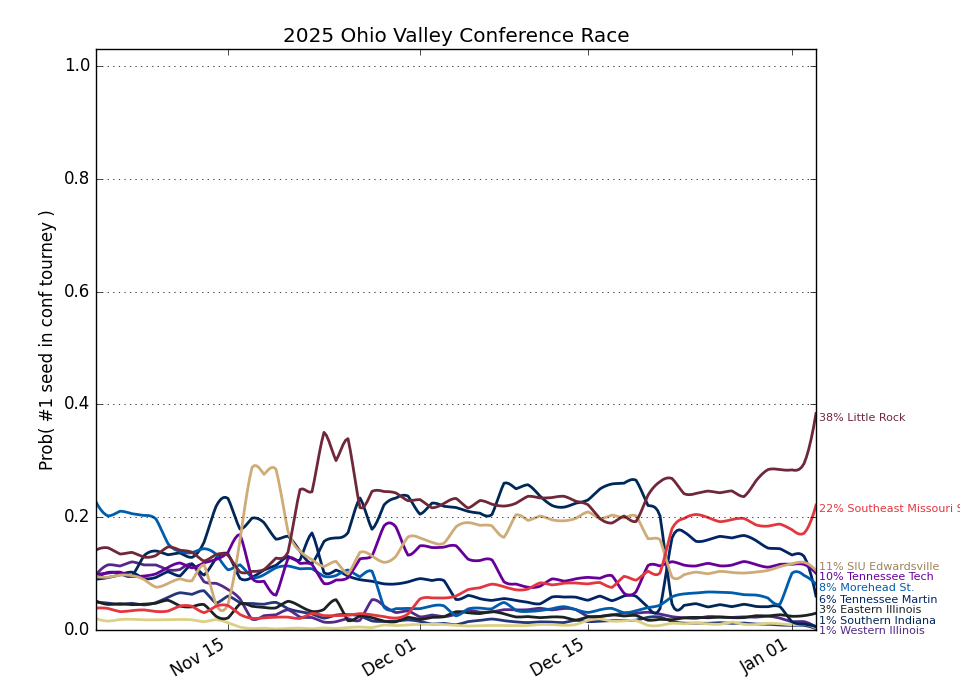 2025 Ohio Valley Conference Race
Prob( #1 seed in conf tourney )
1.0
0.8
0.6
0.4
0.2
0.0
Nov 15
Dec 01
Dec 15
Jan 01
38% Little Rock
22% Southeast Missouri S
11% SIU Edwardsville
10% Tennessee Tech
8% Morehead St.
6% Tennessee Martin
3% Eastern Illinois
1% Southern Indiana
1% Western Illinois